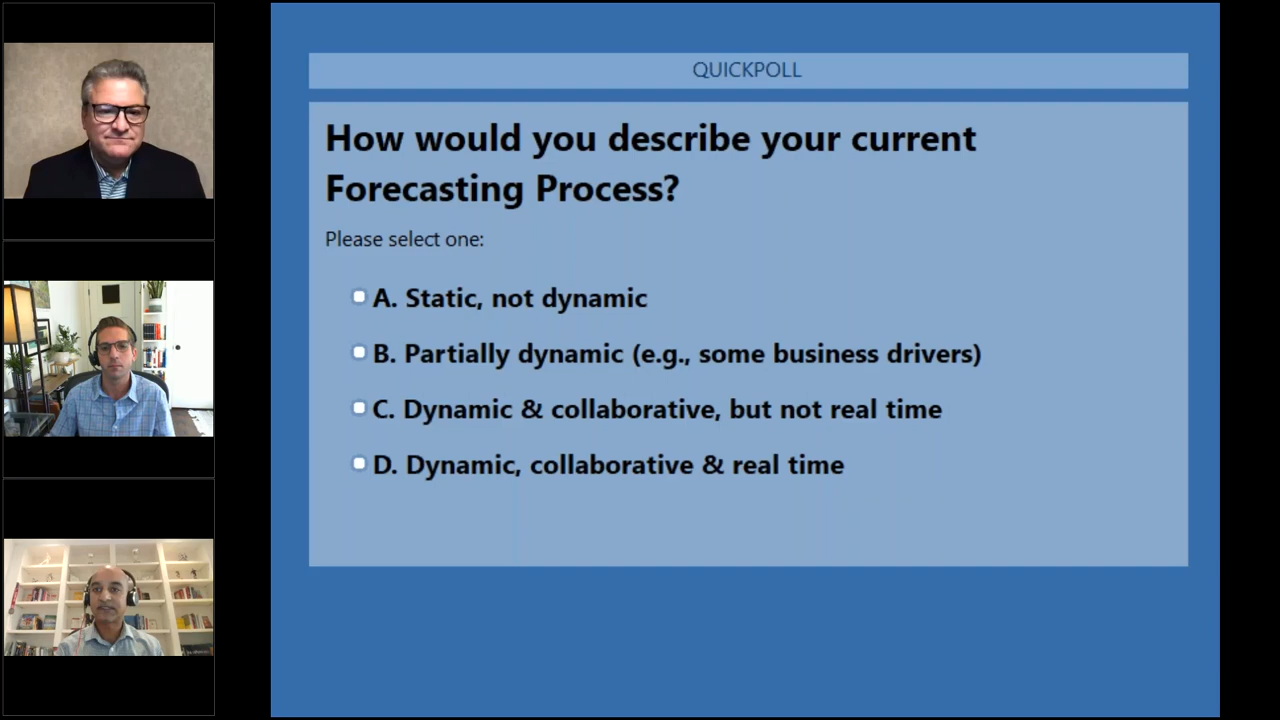 QUICKPOLL
How would you describe your current
Forecasting Process?
Please select one:
A. Static, not dynamic
B. Partially dynamic (e.g., some business drivers)
C. Dynamic & collaborative, but not real time
D. Dynamic, collaborative & real time